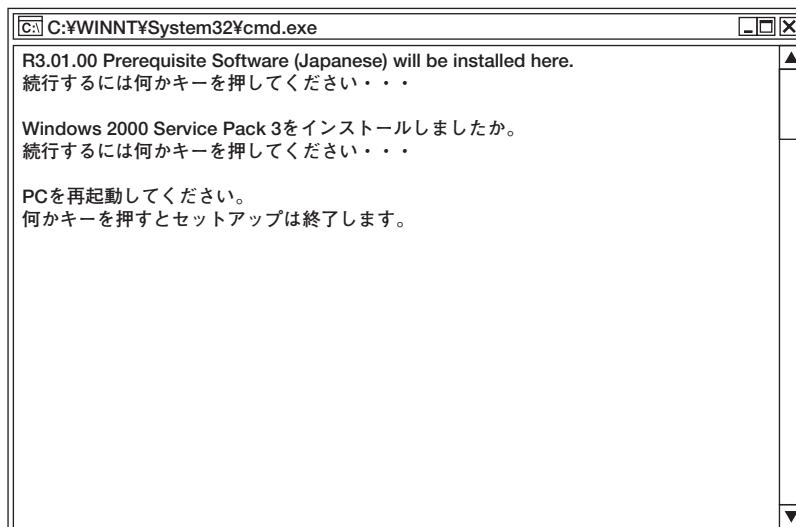 C:\ C:¥WINNT¥System32¥cmd.exe
R3.01.00 Prerequisite Software (Japanese) will be installed here.
続行するには何かキーを押してください・・・
Windows 2000 Service Pack 3をインストールしましたか。
続行するには何かキーを押してください・・・
PCを再起動してください。
何かキーを押すとセットアップは終了します。